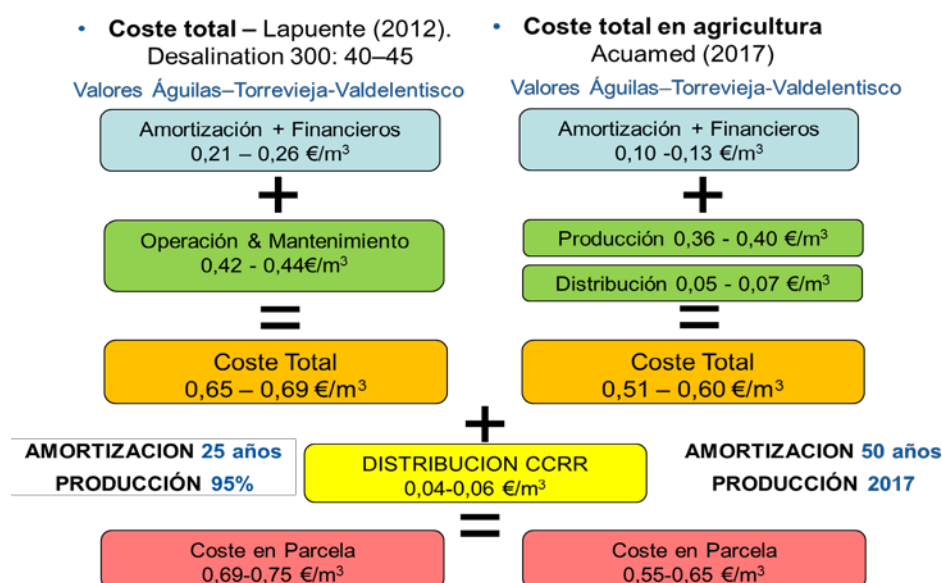 • Coste total – Lapuente (2012).
Desalination 300: 40–45
Valores Águilas–Torrevieja-Valdelentisco
Amortización + Financieros
0,21 – 0,26 €/m³
+
Operación & Mantenimiento
0,42 - 0,44€/m³
=
Coste Total
0,65 – 0,69 €/m³
• Coste total en agricultura
Acuamed (2017)
Valores Águilas–Torrevieja-Valdelentisco
Amortización + Financieros
0,10 -0,13 €/m³
+
Producción 0,36 - 0,40 €/m³
Distribución 0,05 - 0,07 €/m³
=
Coste Total
0,51 – 0,60 €/m³
+
AMORTIZACION 25 años
PRODUCCIÓN 95%
DISTRIBUCION CCRR
0,04-0,06 €/m³
AMORTIZACION 50 años
PRODUCCIÓN 2017
=
Coste en Parcela
0,69-0,75 €/m³
Coste en Parcela
0,55-0,65 €/m³